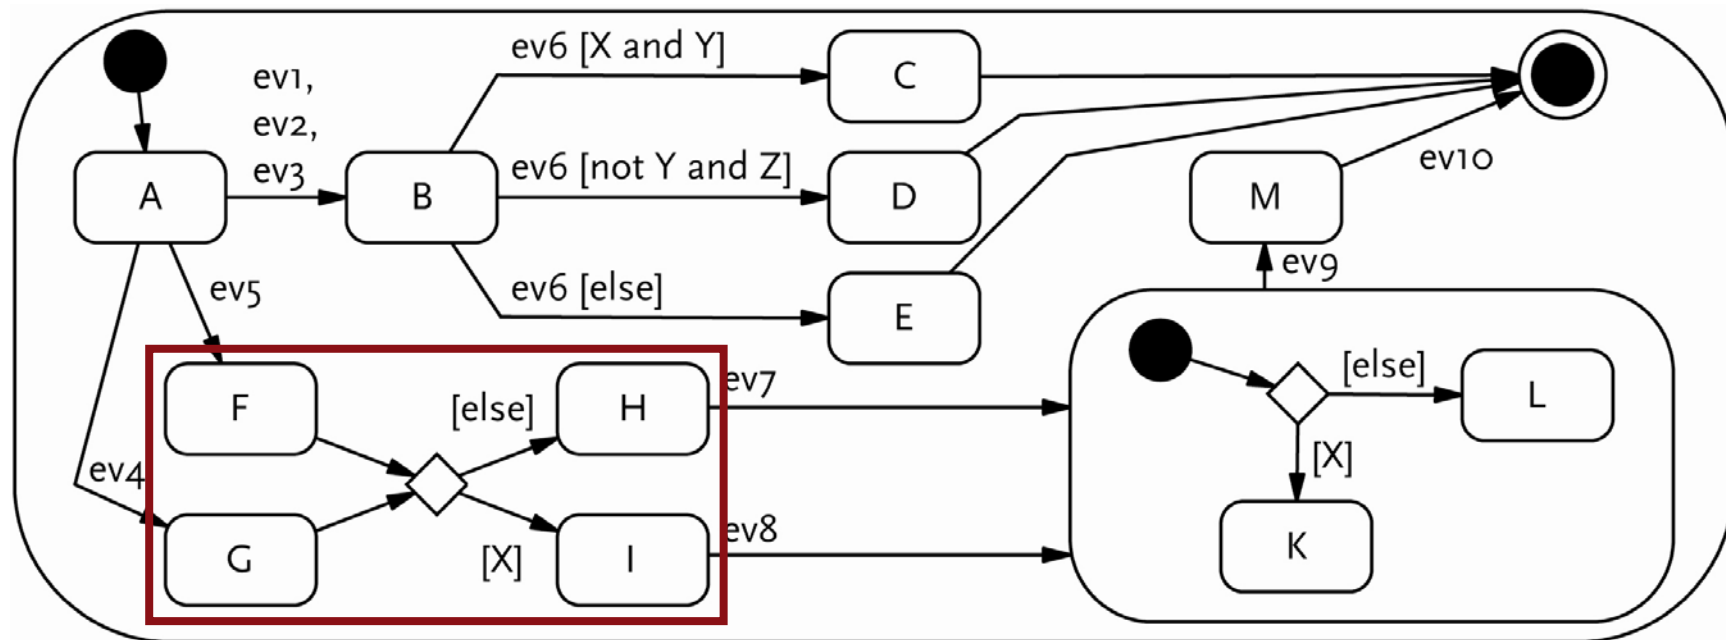 ev1,
ev2,
ev3
ev6 [X and Y]
C
A
B
ev6 [not Y and Z]
D
M
ev10
ev5
ev6 [else]
E
ev9
F
[else]
H
ev7
[else]
L
ev4
[X]
G
[X]
I
ev8
K